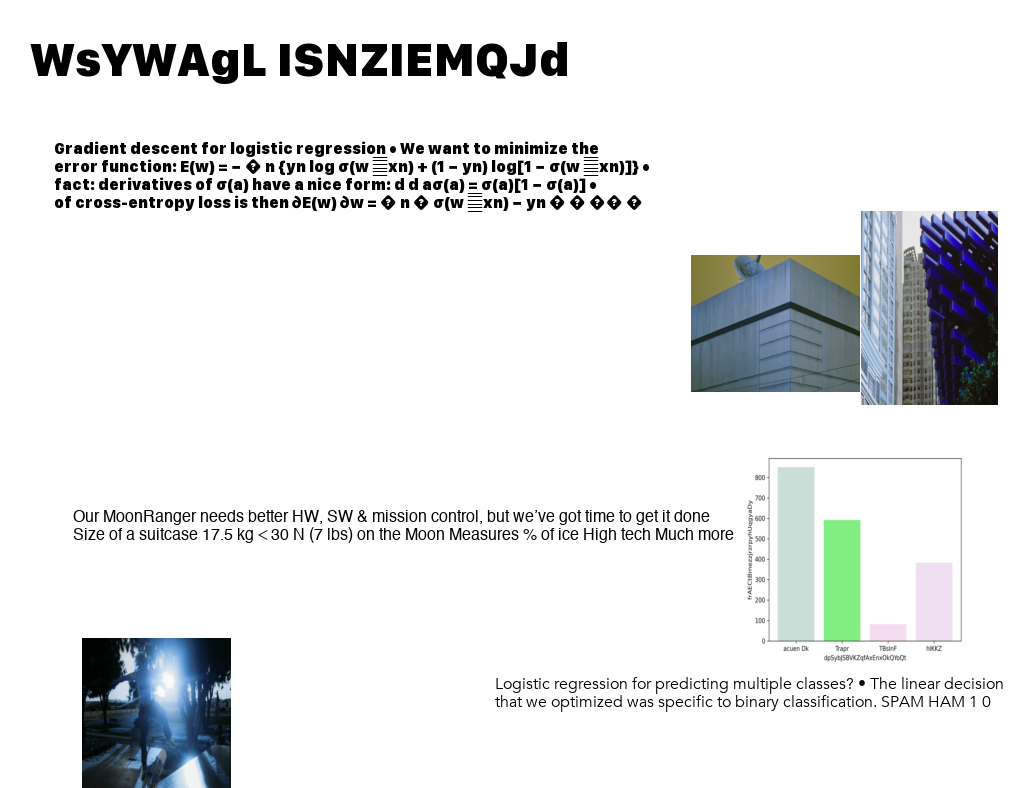 WsYWAgL ISNZIEMQJd
Gradient descent for logistic regression • We want to minimize the
error function: E(w) = − � n {yn log σ(w 𝄚xn) + (1 − yn) log[1 − σ(w 𝄚xn)]} •
fact: derivatives of σ(a) have a nice form: d d aσ(a) = σ(a)[1 − σ(a)] •
of cross-entropy loss is then ∂E(w) ∂w = � n � σ(w 𝄚xn) − yn � � �� �
Our MoonRanger needs better HW, SW & mission control, but we’ve got time to get it done
Size of a suitcase 17.5 kg < 30 N (7 lbs) on the Moon Measures % of ice High tech Much more
800
700
600
500
400
300
200
100
0
acuen Dk Trapr TBsInF hIKKZ
Logistic regression for predicting multiple classes? • The linear decision
that we optimized was specific to binary classification. SPAM HAM 1 0